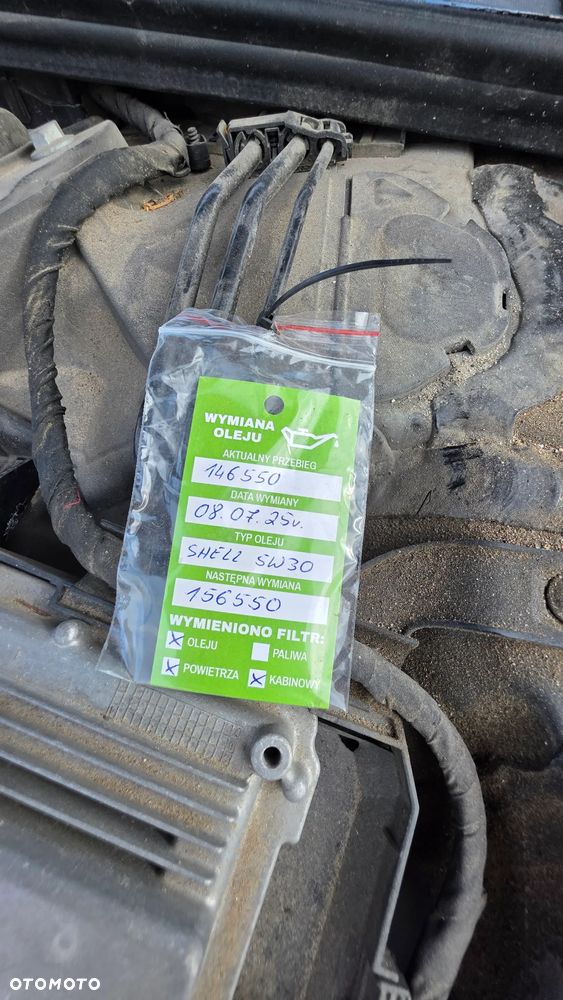 WYMIANA
OLEJU
AKTUALNY PRZEBIEG
146550
DATA WYMIANY
08.07.25r.
TYP OLEJU
SHELL 5W30
NASTĘPNA WYMIANA
156550
WYMIENIONO FILTR:
X OLEJU PALIWA
X POWIETRZA X KABINOWY
OTOMOTO